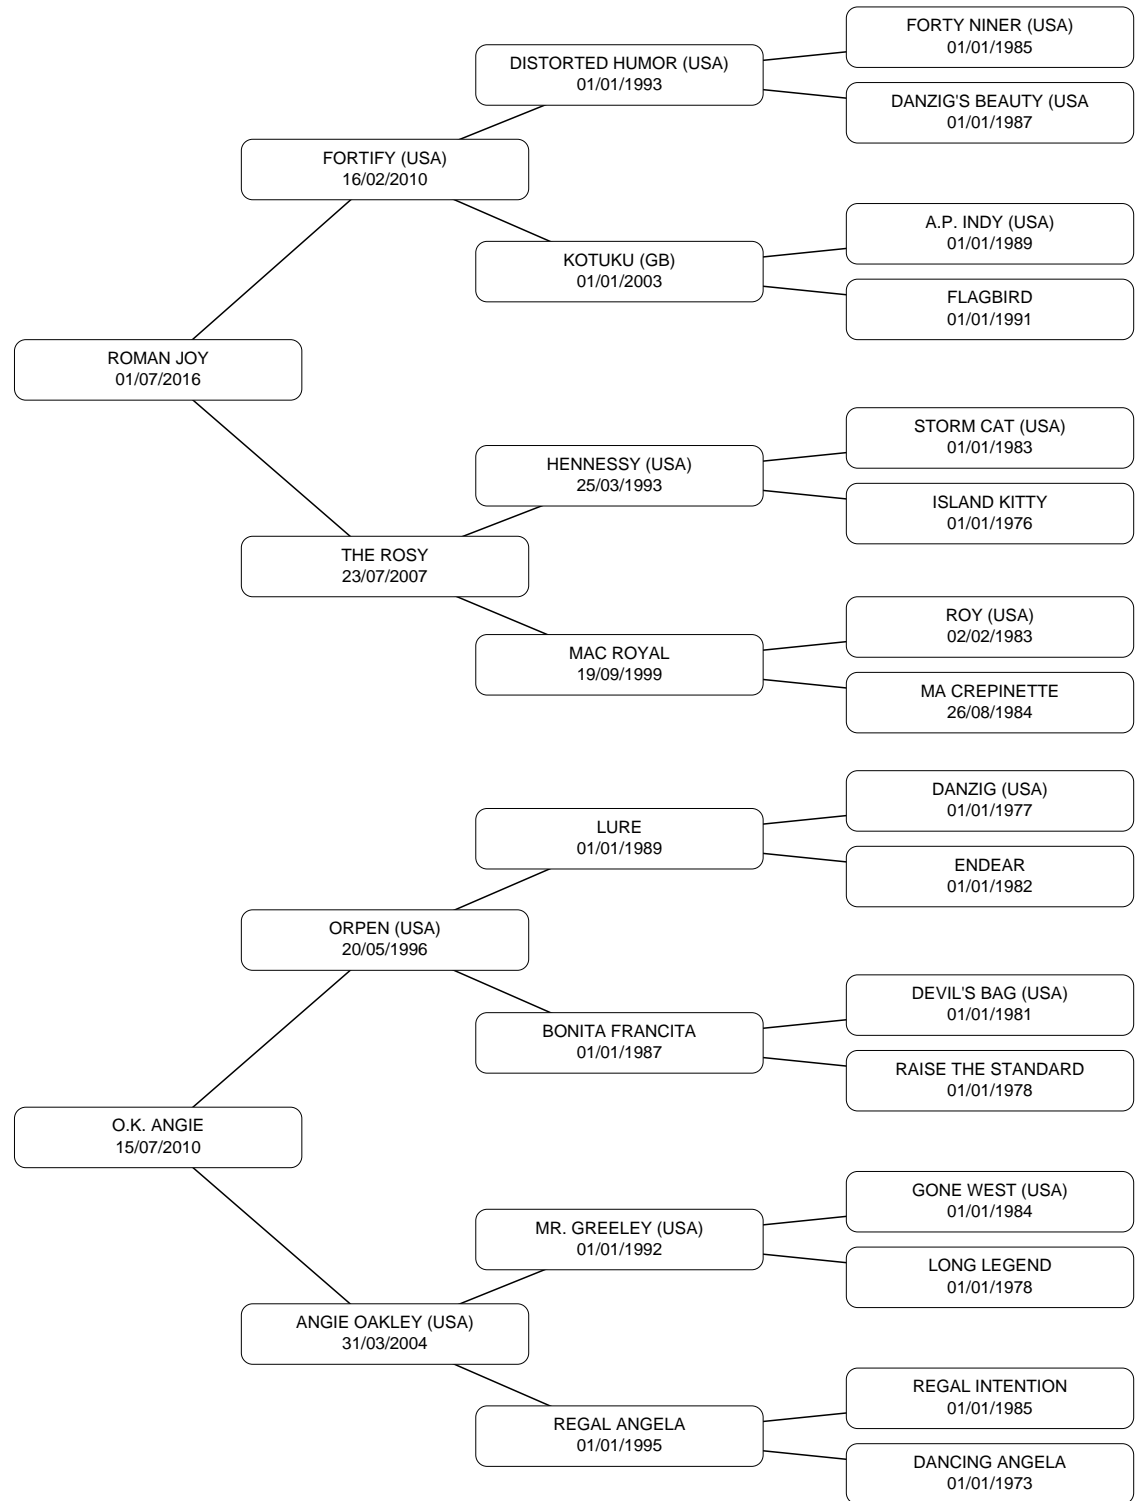 FORTY NINER (USA)
01/01/1985
DISTORTED HUMOR (USA)
01/01/1993
DANZIG'S BEAUTY (USA
01/01/1987
FORTIFY (USA)
16/02/2010
A.P. INDY (USA)
01/01/1989
KOTUKU (GB)
01/01/2003
FLAGBIRD
01/01/1991
ROMAN JOY
01/07/2016
STORM CAT (USA)
01/01/1983
HENNESSY (USA)
25/03/1993
ISLAND KITTY
01/01/1976
THE ROSY
23/07/2007
ROY (USA)
02/02/1983
MAC ROYAL
19/09/1999
MA CREPINETTE
26/08/1984
DANZIG (USA)
01/01/1977
LURE
01/01/1989
ENDEAR
01/01/1982
ORPEN (USA)
20/05/1996
DEVIL'S BAG (USA)
01/01/1981
BONITA FRANCITA
01/01/1987
RAISE THE STANDARD
01/01/1978
O.K. ANGIE
15/07/2010
GONE WEST (USA)
01/01/1984
MR. GREELEY (USA)
01/01/1992
LONG LEGEND
01/01/1978
ANGIE OAKLEY (USA)
31/03/2004
REGAL INTENTION
01/01/1985
REGAL ANGELA
01/01/1995
DANCING ANGELA
01/01/1973